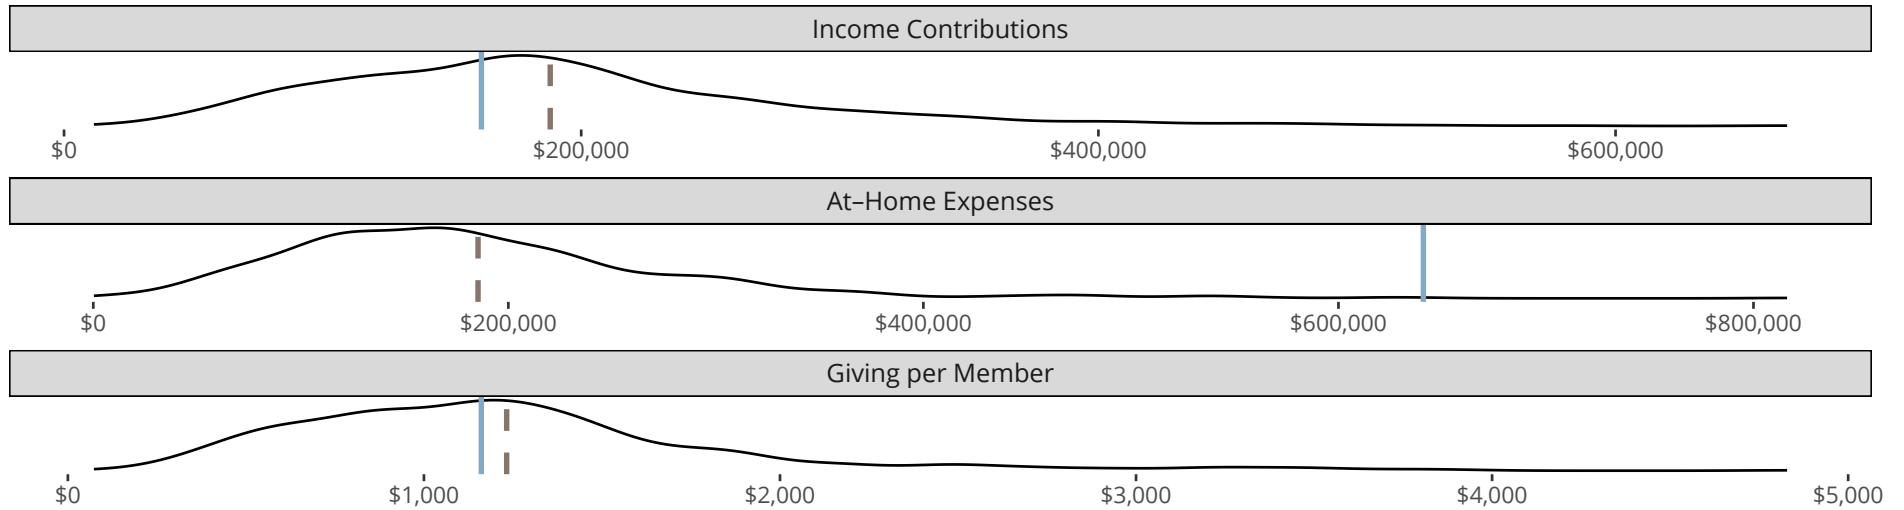 Income Contributions
$0 $200,000 $400,000 $600,000
At–Home Expenses
$0 $200,000 $400,000 $600,000 $800,000
Giving per Member
$0 $1,000 $2,000 $3,000 $4,000 $5,000